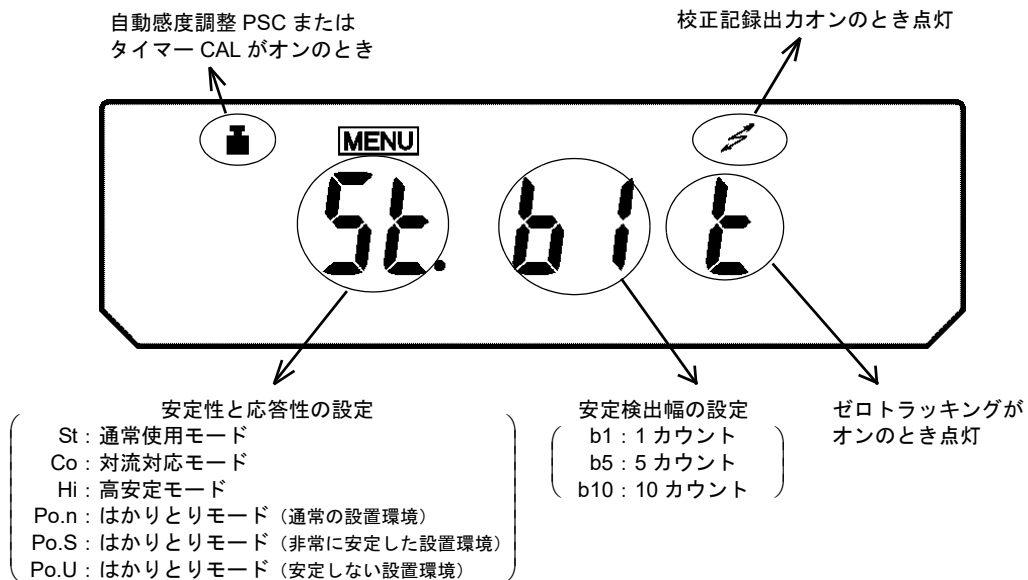 自動感度調整 PSC または
タイマー CAL がオンのとき
校正記録出力オンのとき点灯
MENU
St. b1 t
安定性と応答性の設定
St：通常使用モード
Co：対流対応モード
Hi：高安定モード
Po.n：はかりとりモード（通常の設置環境）
Po.S：はかりとりモード（非常に安定した設置環境）
Po.U：はかりとりモード（安定しない設置環境）
安定検出幅の設定
b1：1 カウント
b5：5 カウント
b10：10 カウント
ゼロトラッキングが
オンのとき点灯